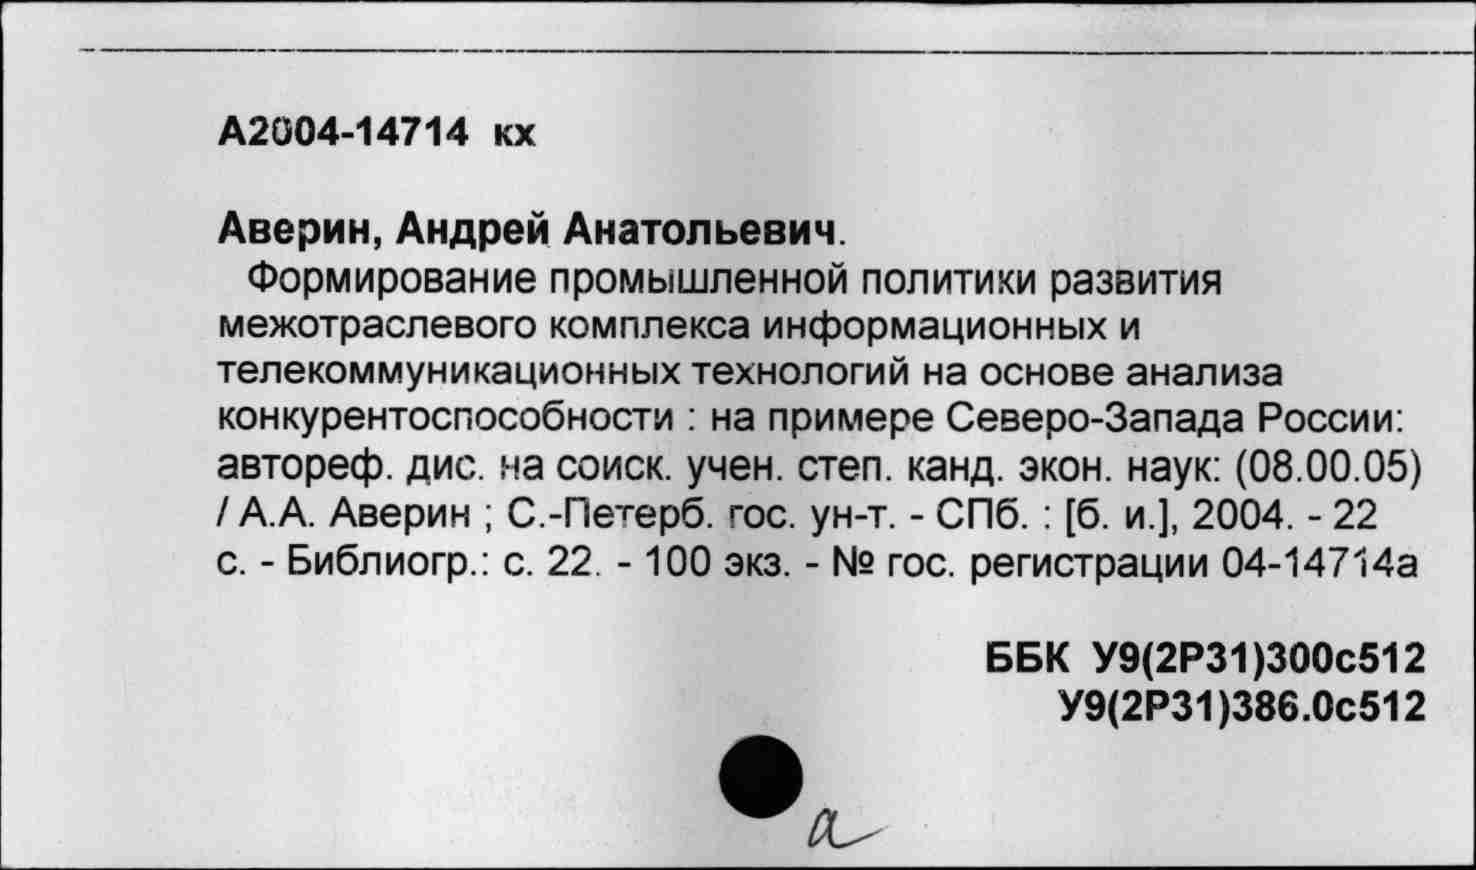 А2004-14714 кх
Аверин, Андрей Анатольевич.
Формирование промышленной политики развития
межотраслевого комплекса информационных и
телекоммуникационных технологий на основе анализа
конкурентоспособности : на примере Северо-Запада России:
автореф. дис. на соиск. учен. степ. канд. экон. наук: (08.00.05)
/ А.А. Аверин ; С.-Петерб. гос. ун-т. - СПб. : [б. и.], 2004. - 22
с. - Библиогр.: с. 22. - 100 экз. - № гос. регистрации 04-14714а
ББК У9(2Р31)300с512
У9(2Р31)386.0с512
а